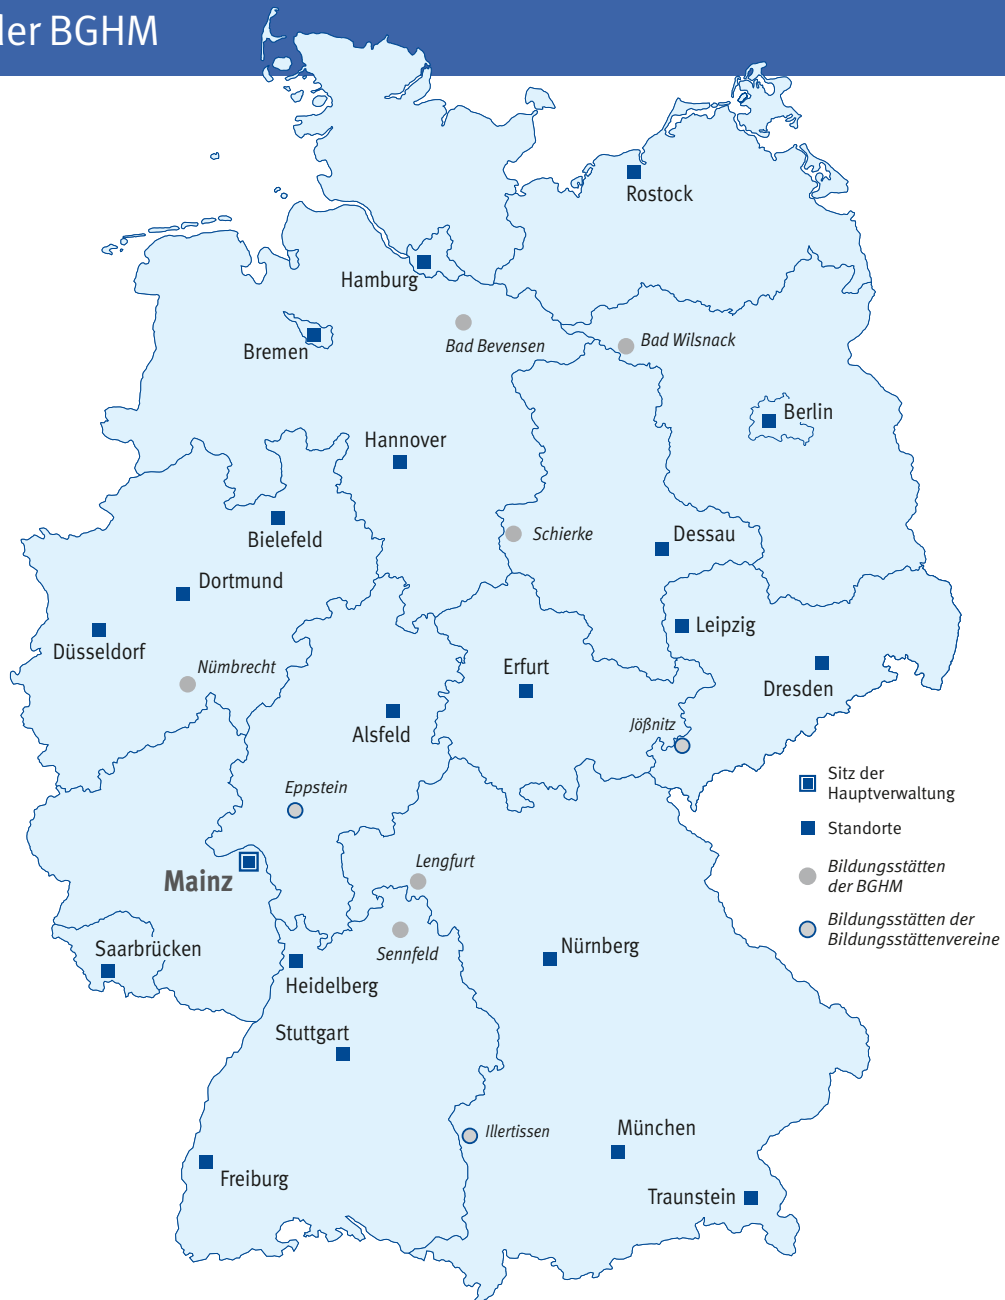 der BGHM
Rostock
Hamburg
Bad Bevensen
Bad Wilsnack
Bremen
Berlin
Hannover
Schierke
Dessau
Bielefeld
Dortmund
Leipzig
Düsseldorf
Nümbrecht
Erfurt
Dresden
Alsfeld
Jößnitz
Eppstein
Sitz der
Hauptverwaltung
Standorte
Lengfurt
Bildungsstätten
der BGHM
Mainz
Bildungsstätten der
Bildungsstättenvereine
Saarbrücken
Sennfeld
Nürnberg
Heidelberg
Stuttgart
Illertissen
München
Freiburg
Traunstein